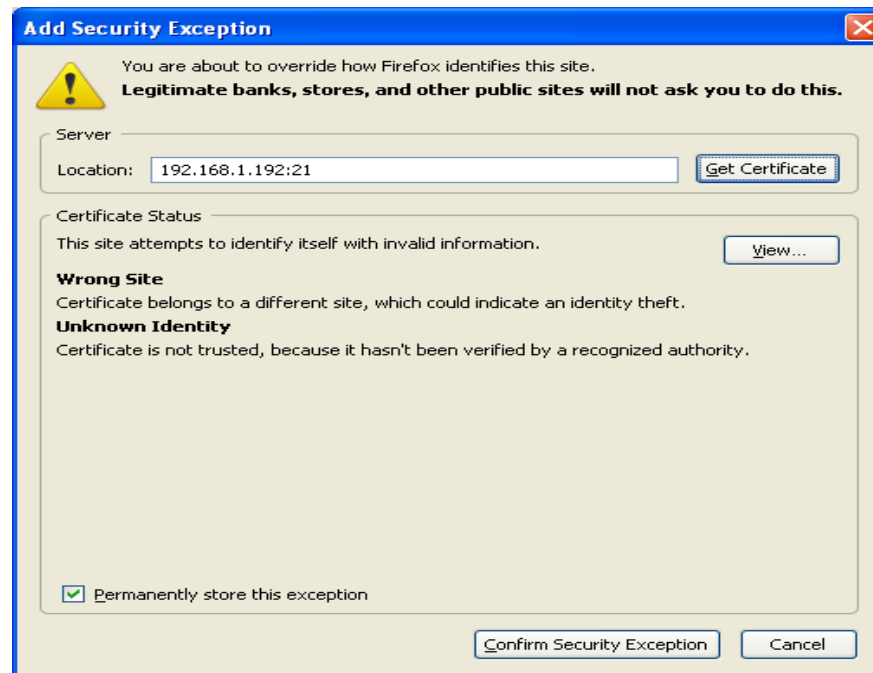 Add Security Exception
You are about to override how Firefox identifies this site.
Legitimate banks, stores, and other public sites will not ask you to do this.
Server
Location: 192.168.1.192:21 Get Certificate
Certificate Status
This site attempts to identify itself with invalid information. View...
Wrong Site
Certificate belongs to a different site, which could indicate an identity theft.
Unknown Identity
Certificate is not trusted, because it hasn't been verified by a recognized authority.
Permanently store this exception
Confirm Security Exception Cancel